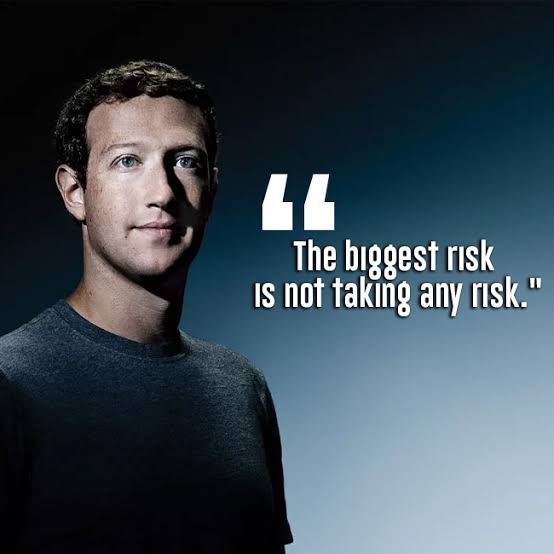 “
The biggest risk
is not taking any risk."